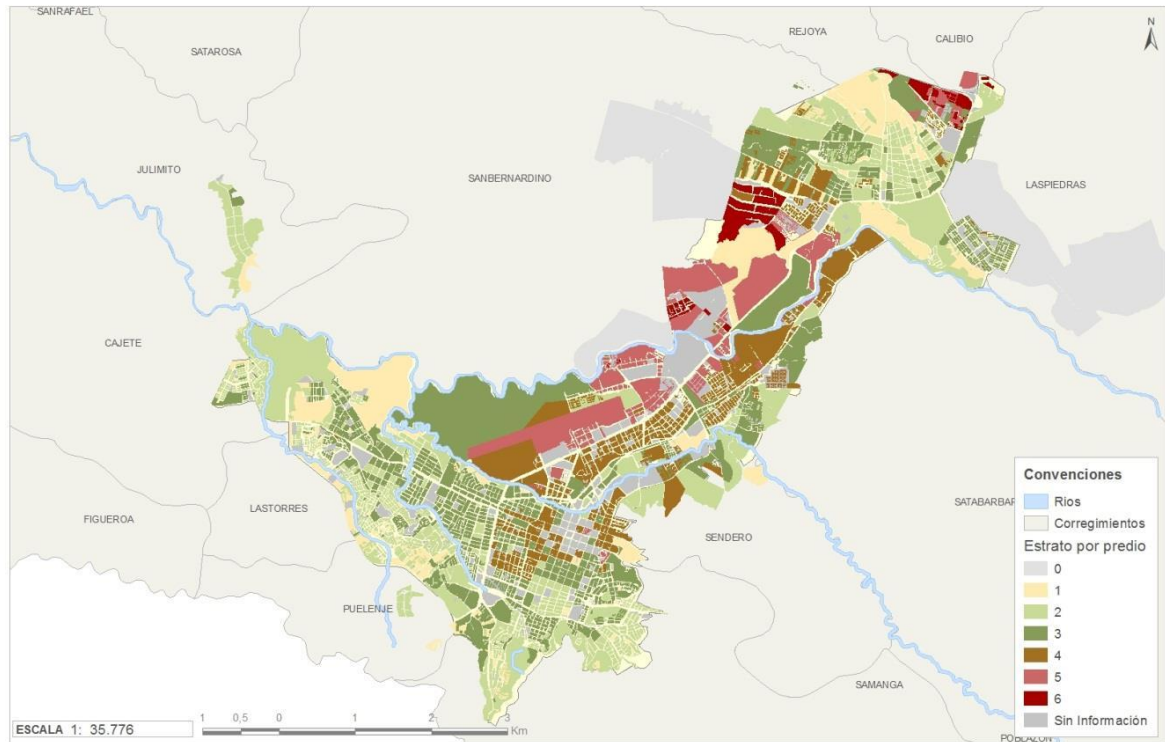 SANRAFAEL
SATAROSA
REJOYA
CALIBIO
N
JULIMITO
SANBERNARDINO
LASPIEDRAS
CAJETE
FIGUEROA
LASTORRES
SENDERO
SATABARBAR
PUELENJE
SAMANGA
POBLAZON
Convenciones
Rios
Corregimientos
Estrato por predio
0
1
2
3
4
5
6
Sin Información
ESCALA 1: 35.776
1 0,5 0 1 2 3
Km